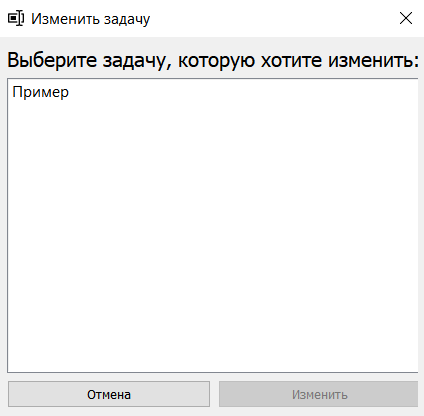 Изменить задачу
Выберите задачу, которую хотите изменить:
Пример
Отмена
Изменить